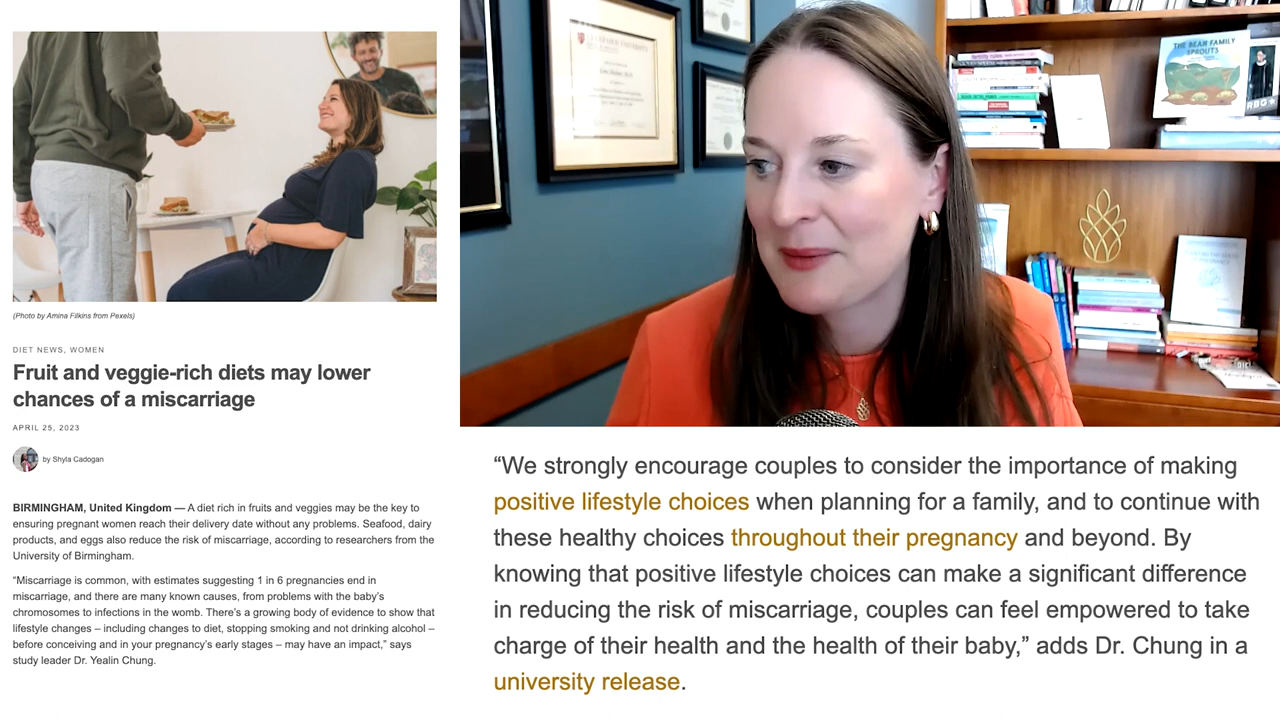 (Photo by Amina Filkins from Pexels)
DIET NEWS, WOMEN
Fruit and veggie-rich diets may lower
chances of a miscarriage
APRIL 25, 2023
by Shyla Cadogan
BIRMINGHAM, United Kingdom — A diet rich in fruits and veggies may be the key to
ensuring pregnant women reach their delivery date without any problems. Seafood, dairy
products, and eggs also reduce the risk of miscarriage, according to researchers from the
University of Birmingham.
“Miscarriage is common, with estimates suggesting 1 in 6 pregnancies end in
miscarriage, and there are many known causes, from problems with the baby’s
chromosomes to infections in the womb. There’s a growing body of evidence to show that
lifestyle changes – including changes to diet, stopping smoking and not drinking alcohol –
before conceiving and in your pregnancy’s early stages – may have an impact,” says
study leader Dr. Yealin Chung.
THE BEAN FAMILY
SPROUTS
RBG
“We strongly encourage couples to consider the importance of making
positive lifestyle choices when planning for a family, and to continue with
these healthy choices throughout their pregnancy and beyond. By
knowing that positive lifestyle choices can make a significant difference
in reducing the risk of miscarriage, couples can feel empowered to take
charge of their health and the health of their baby,” adds Dr. Chung in a
university release.